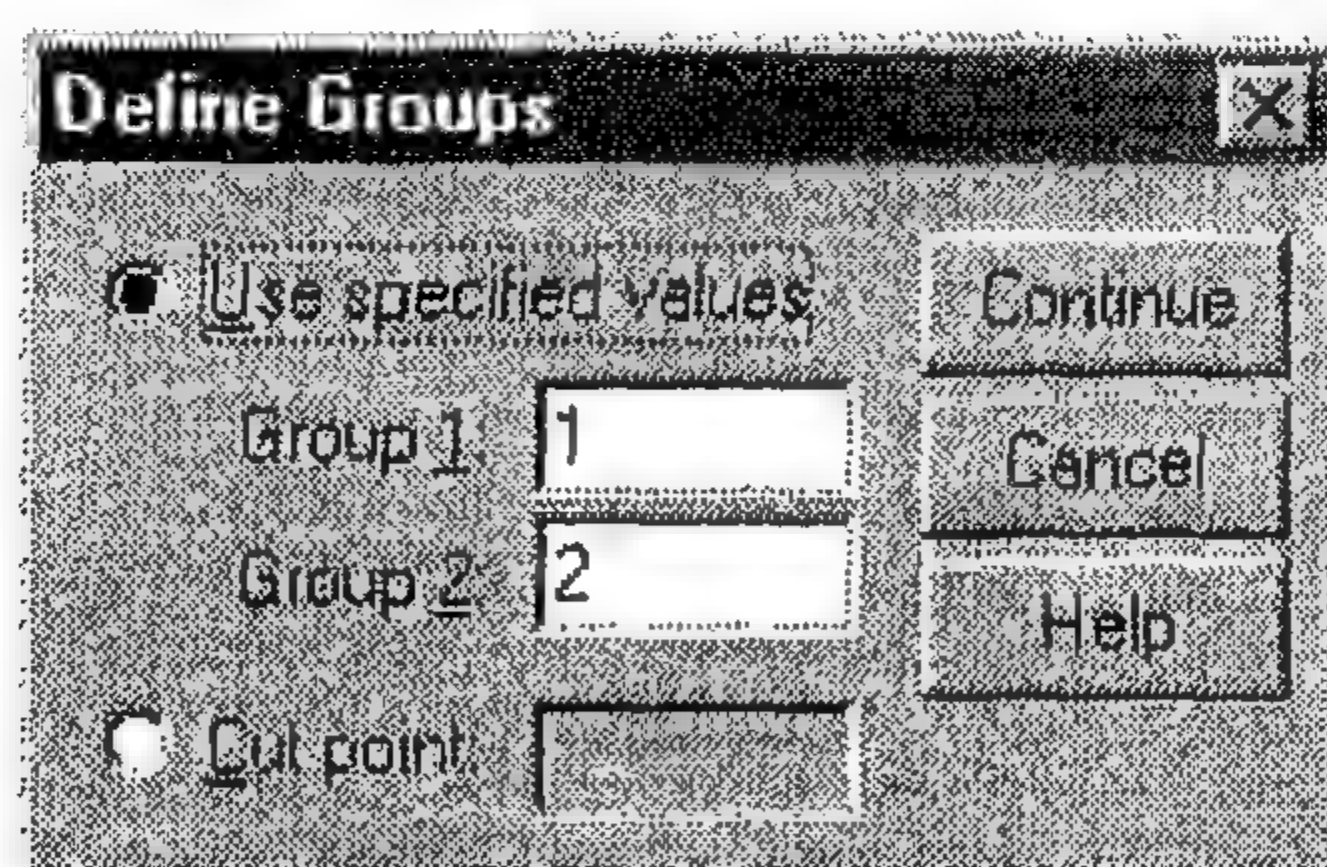 Define Groups
Use specified values
Continue
Group 1: 1
Cancel
Group 2: 2
Help
Cut point: